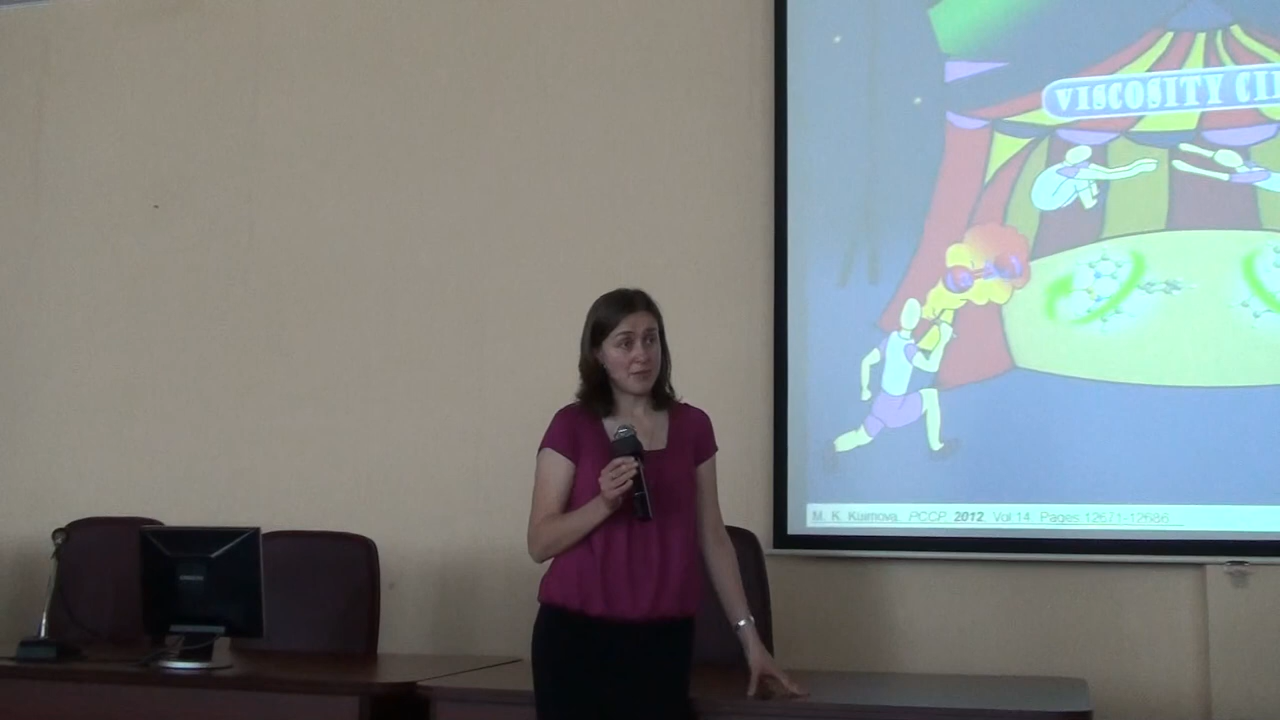 VISCOSITY CI
M. K. Kuimova. PCCP. 2012. Vol.14. Pages 12671-12686